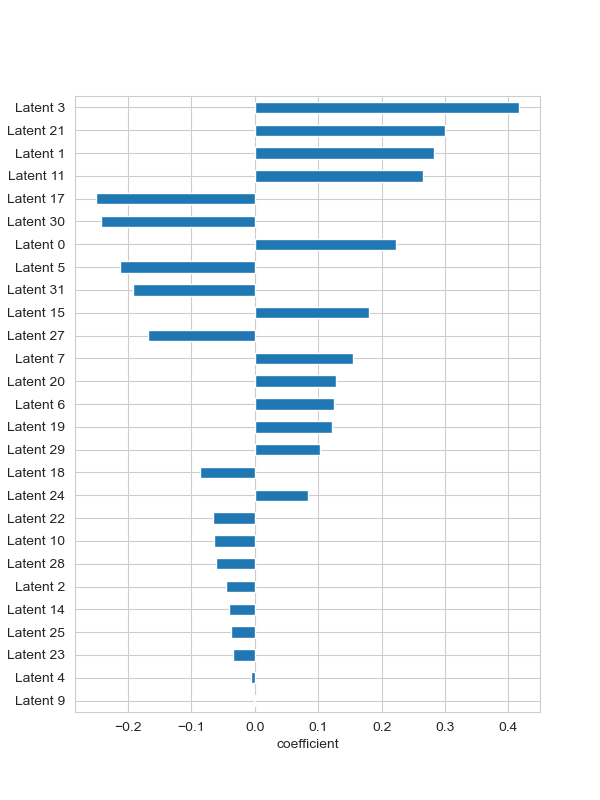 Latent 3
Latent 21
Latent 1
Latent 11
Latent 17
Latent 30
Latent 0
Latent 5
Latent 31
Latent 15
Latent 27
Latent 7
Latent 20
Latent 6
Latent 19
Latent 29
Latent 18
Latent 24
Latent 22
Latent 10
Latent 28
Latent 2
Latent 14
Latent 25
Latent 23
Latent 4
Latent 9
−0.2 −0.1 0.0 0.1 0.2 0.3 0.4
coefficient